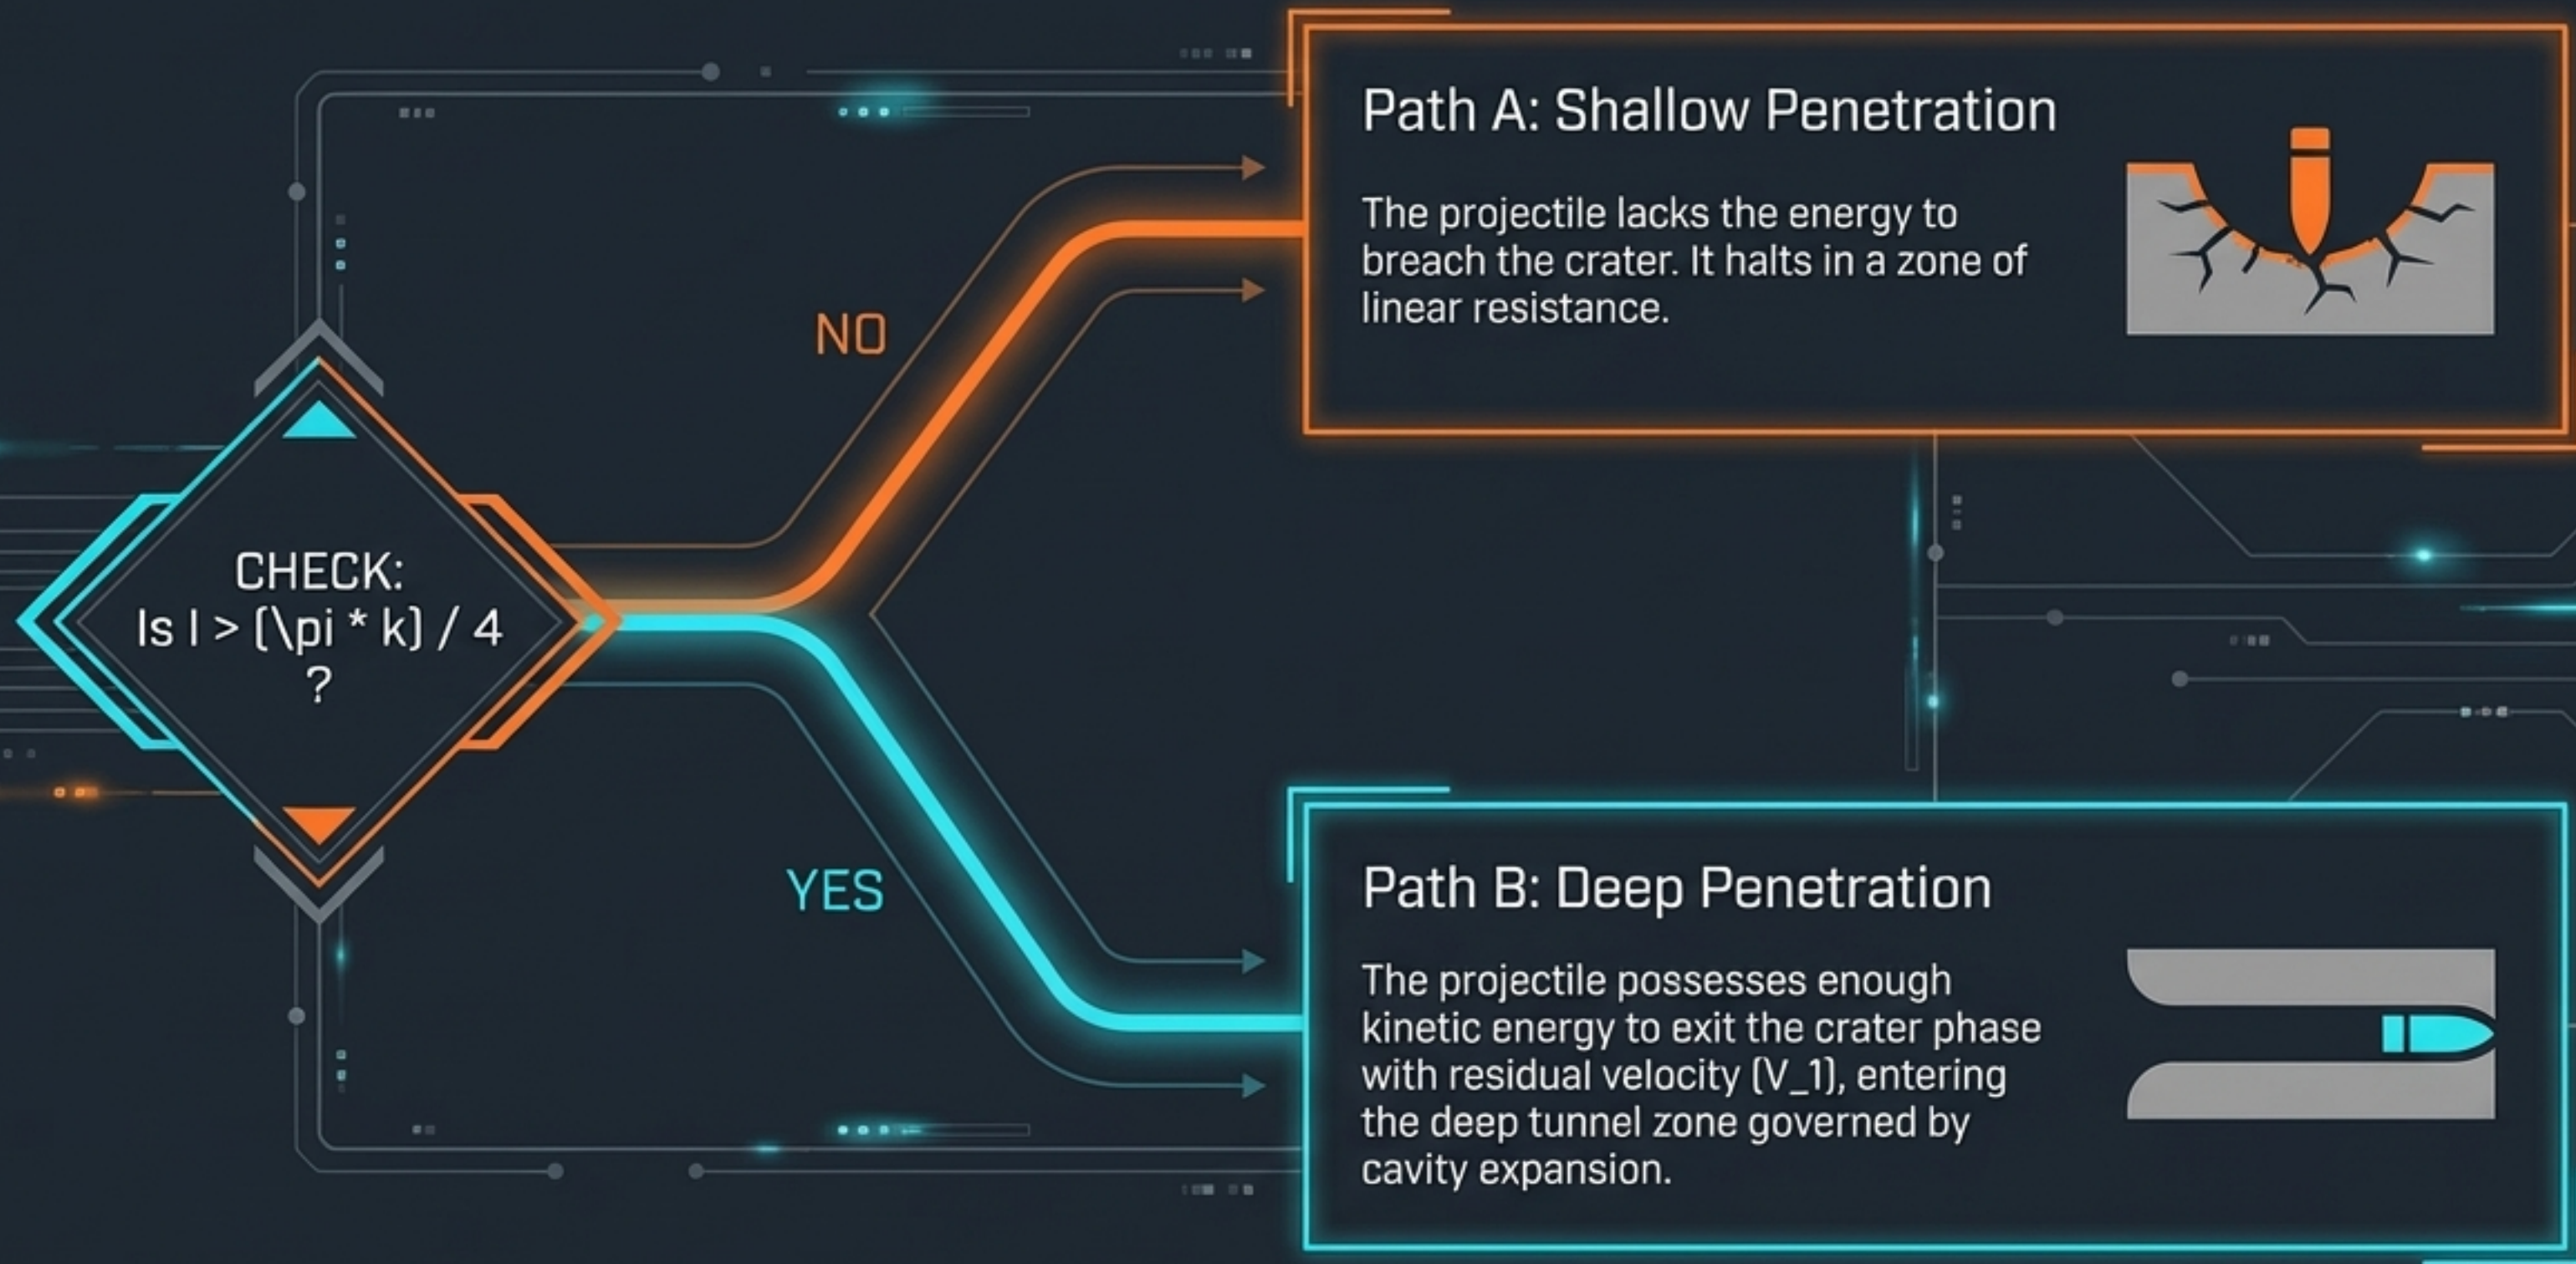 Path A: Shallow Penetration
The projectile lacks the energy to
breach the crater. It halts in a zone of
linear resistance.
NO
CHECK:
Is I > (\pi * k) / 4
?
YES
Path B: Deep Penetration
The projectile possesses enough
kinetic energy to exit the crater phase
with residual velocity (V_1), entering
the deep tunnel zone governed by
cavity expansion.